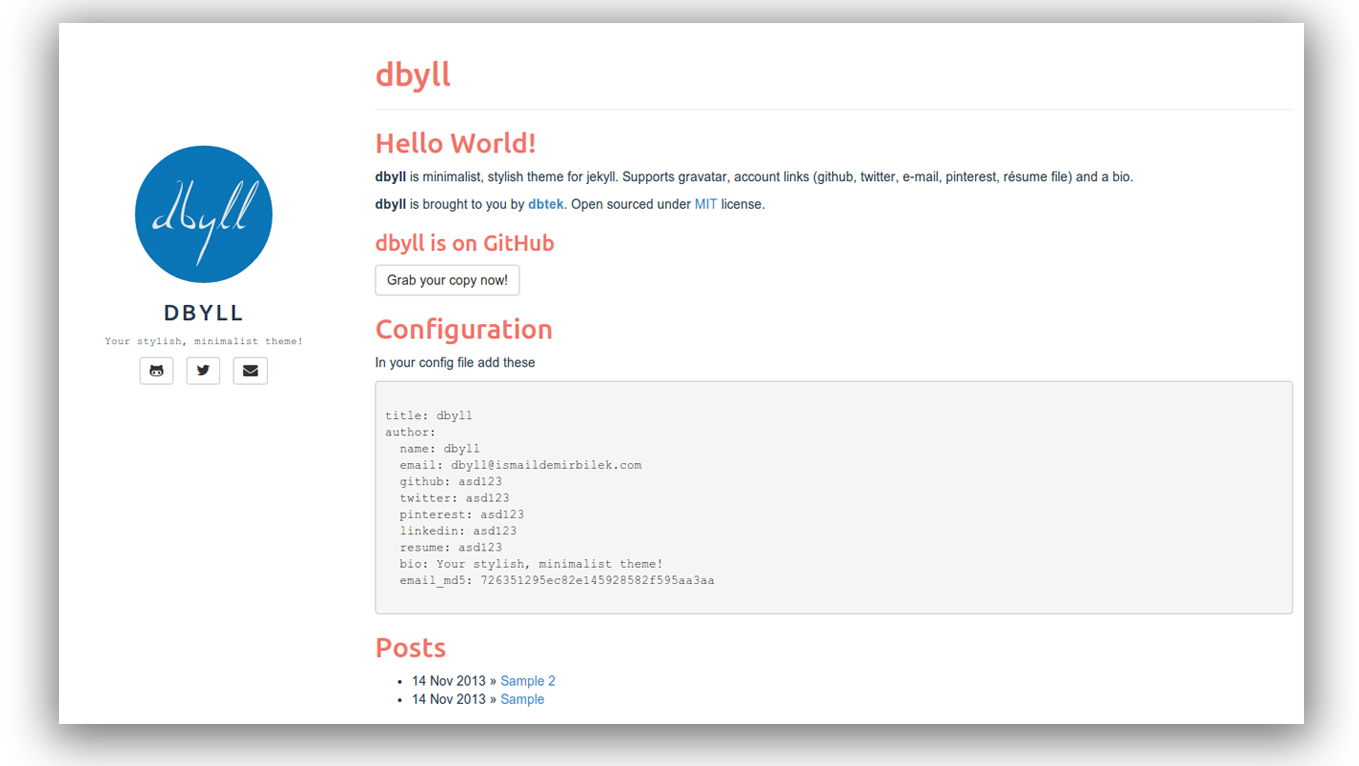 dbyll
dbyll
DBYLL
Your stylish, minimalist theme!
Hello World!
dbyll is minimalist, stylish theme for jekyll. Supports gravatar, account links (github, twitter, e-mail, pinterest, résume file) and a bio.
dbyll is brought to you by dbtek. Open sourced under MIT license.
dbyll is on GitHub
Grab your copy now!
Configuration
In your config file add these
title: dbyll
author:
  name: dbyll
  email: dbyll@ismaildemirbilek.com
  github: asd123
  twitter: asd123
  pinterest: asd123
  linkedin: asd123
  resume: asd123
  bio: Your stylish, minimalist theme!
  email_md5: 726351295ec82e145928582f595aa3aa
Posts
• 14 Nov 2013 » Sample 2
• 14 Nov 2013 » Sample